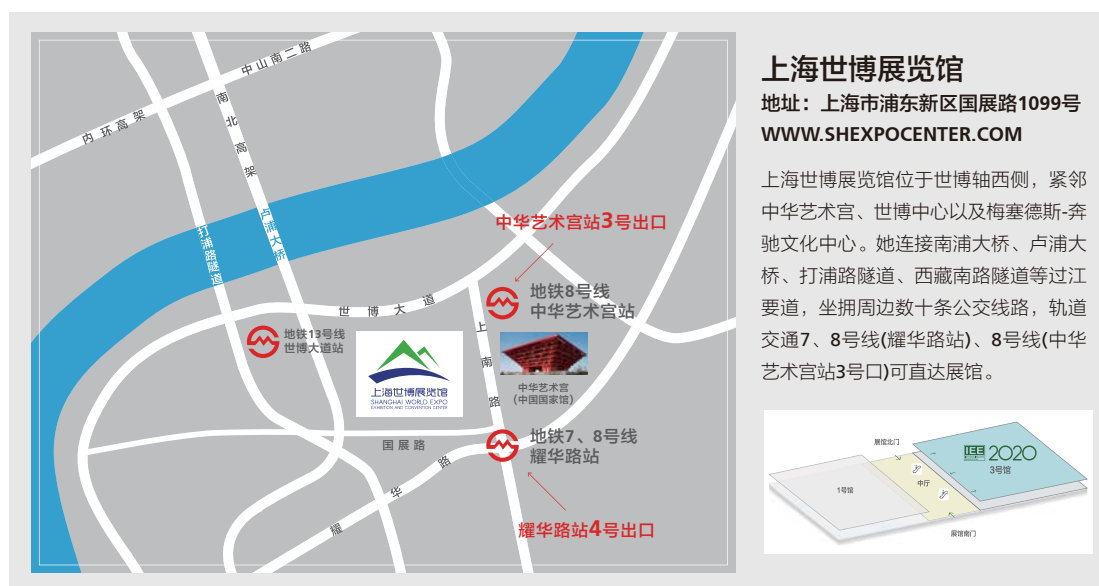 中山南二路
内环高架
南北高架
卢浦大桥
打浦路隧道
中华艺术宫站3号出口
地铁8号线
中华艺术宫站
世博大道
上南路
地铁13号线
世博大道站
上海世博展览馆
SHANGHAI WORLD EXPO
EXHIBITION AND CONVENTION CENTER
中华艺术宫
(中国国家馆)
国展路
地铁7、8号线
耀华路站
耀华路
耀华路站4号出口
上海世博展览馆
地址：上海市浦东新区国展路1099号
WWW.SHEXPOCENTER.COM
上海世博展览馆位于世博轴西侧，紧邻
中华艺术宫、世博中心以及梅塞德斯-奔
驰文化中心。她连接南浦大桥、卢浦大
桥、打浦路隧道、西藏南路隧道等过江
要道，坐拥周边数十条公交线路，轨道
交通7、8号线(耀华路站)、8号线(中华
艺术宫站3号口)可直达展馆。
展馆北门
IEE 2020
3号馆
中厅
1号馆
展馆南门